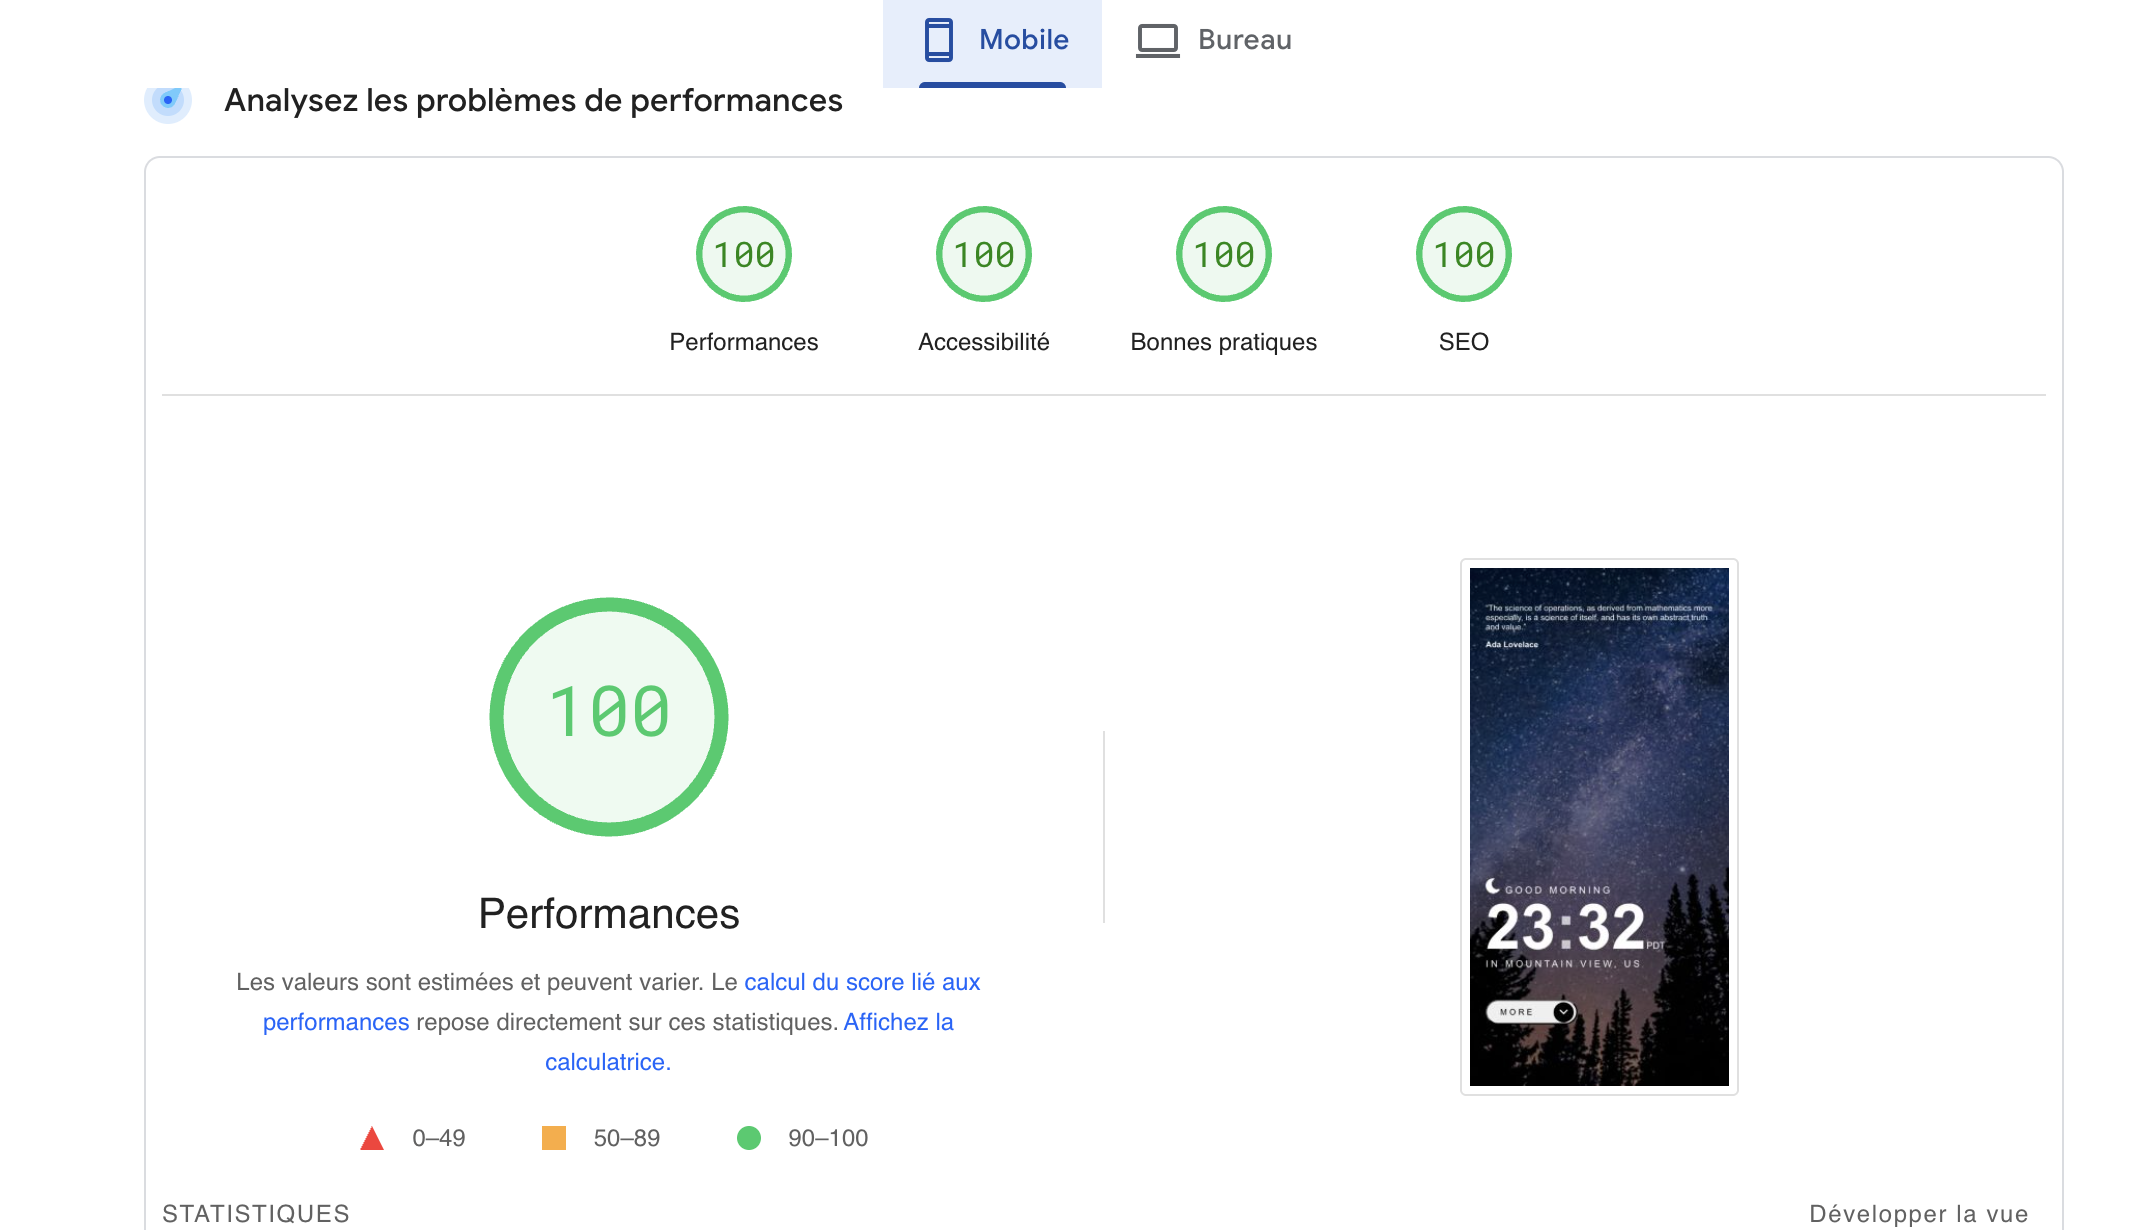 Mobile
Bureau
Analysez les problèmes de performances
100
100
100
100
Performances
Accessibilité
Bonnes pratiques
SEO
100
Performances
Les valeurs sont estimées et peuvent varier. Le calcul du score lié aux
performances repose directement sur ces statistiques. Affichez la
calculatrice.
0–49
50–89
90–100
"The science of operations, as derived from mathematics more
especially, is a science of itself, and has its own abstract truth
and value."
Ada Lovelace
GOOD MORNING
23:32 PDT
IN MOUNTAIN VIEW, US
MORE
STATISTIQUES
Développer la vue